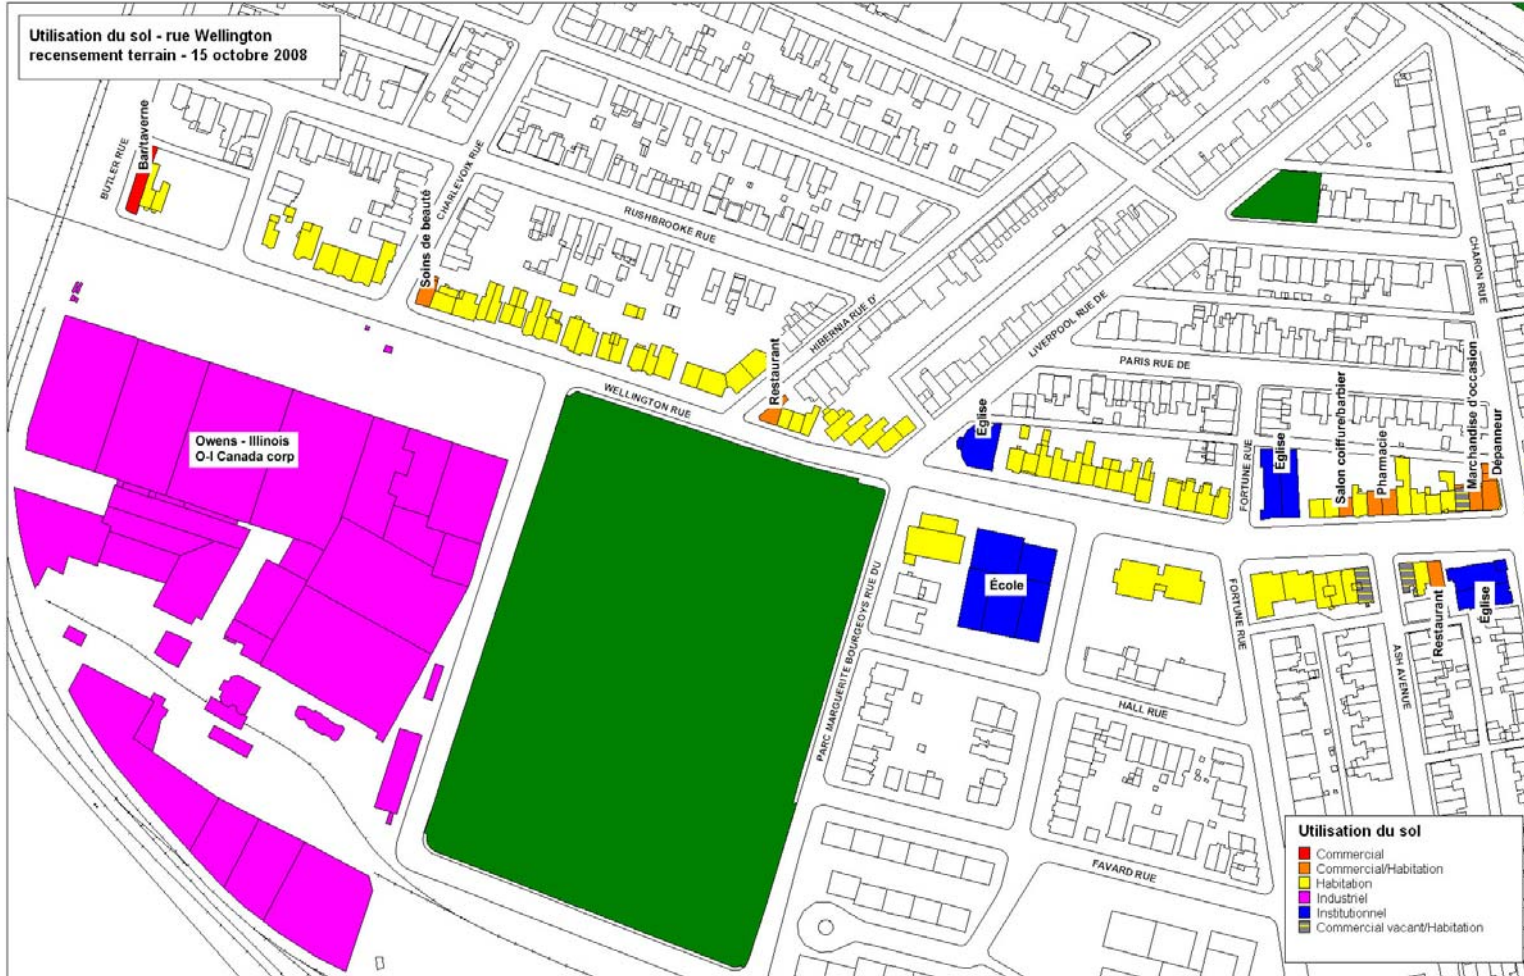 Utilisation du sol - rue Wellington
recensement terrain - 15 octobre 2008
BUTLER RUE
Bar/taverne
CHARLEVOIX RUE
Soins de beauté
RUSHBROOKE RUE
HIBERNIA RUE D'
LIVERPOOL RUE DE
CHARON RUE
PARIS RUE DE
WELLINGTON RUE
Restaurant
Église
FORTUNE RUE
Église
Salon coiffure/barbier
Pharmacie
Marchandise d'occasion
Dépanneur
Owens - Illinois
O-I Canada corp
PARC MARGUERITE BOURGEOYS RUE DU
École
FORTUNE RUE
ASH AVENUE
Restaurant
Église
HALL RUE
FAVARD RUE
Utilisation du sol
Commercial
Commercial/Habitation
Habitation
Industriel
Institutionnel
Commercial vacant/Habitation